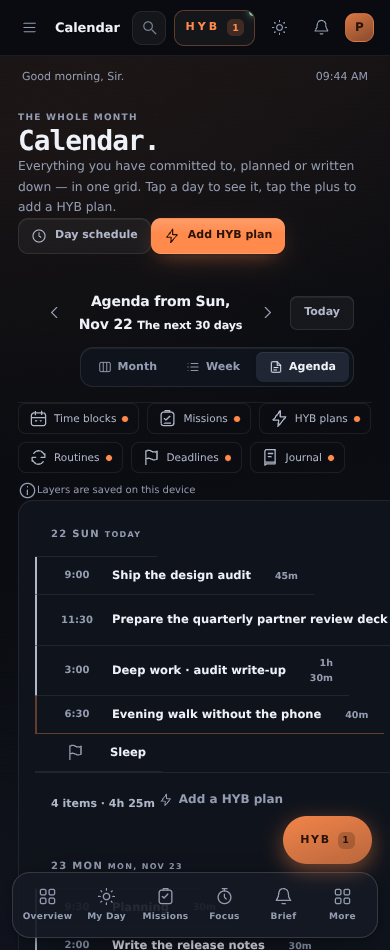 Calendar
HYB 1
P
Good morning, Sir.
09:44 AM
THE WHOLE MONTH
Calendar.
Everything you have committed to, planned or written
down — in one grid. Tap a day to see it, tap the plus to
add a HYB plan.
Day schedule
Add HYB plan
Agenda from Sun,
Nov 22 The next 30 days
Today
Month
Week
Agenda
Time blocks
Missions
HYB plans
Routines
Deadlines
Journal
Layers are saved on this device
22 SUN TODAY
9:00 Ship the design audit 45m
11:30 Prepare the quarterly partner review deck
3:00 Deep work · audit write-up 1h
30m
6:30 Evening walk without the phone 40m
Sleep
4 items · 4h 25m
Add a HYB plan
HYB 1
23 MON MON, NOV 23
9:30 Planning 30m
Overview
My Day
Missions
Focus
Brief
More
2:00 Write the release notes 30m